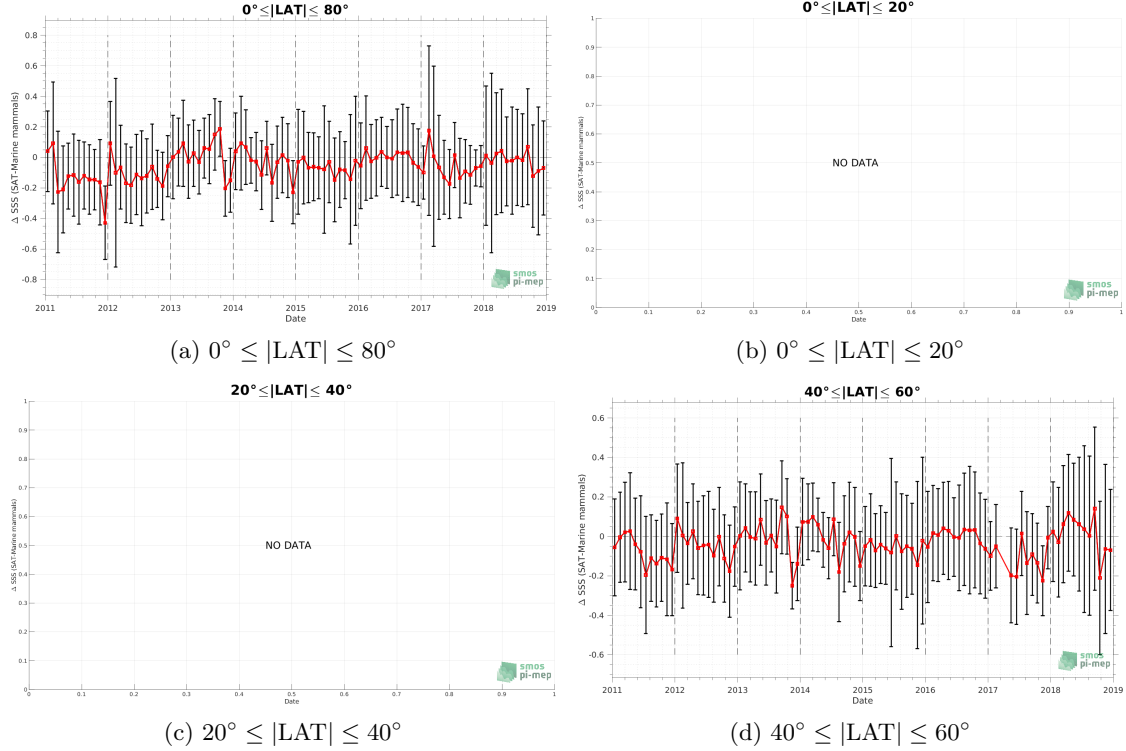 0°≤|LAT|≤ 80°
0.8
0.6
0.4
0.2
0
-0.2
-0.4
-0.6
-0.8
Δ SSS (SAT-Marine mammals)
2011 2012 2013 2014 2015 2016 2017 2018 2019
Date
smos
pi-mep
(a) 0° ≤ |LAT| ≤ 80°
0°≤|LAT|≤ 20°
1
0.9
0.8
0.7
0.6
0.5
0.4
0.3
0.2
0.1
0
Δ SSS (SAT-Marine mammals)
NO DATA
0 0.1 0.2 0.3 0.4 0.5 0.6 0.7 0.8 0.9 1
Date
smos
pi-mep
(b) 0° ≤ |LAT| ≤ 20°
20°≤|LAT|≤ 40°
1
0.9
0.8
0.7
0.6
0.5
0.4
0.3
0.2
0.1
0
Δ SSS (SAT-Marine mammals)
NO DATA
0 0.1 0.2 0.3 0.4 0.5 0.6 0.7 0.8 0.9 1
Date
smos
pi-mep
(c) 20° ≤ |LAT| ≤ 40°
40°≤|LAT|≤ 60°
0.6
0.4
0.2
0
-0.2
-0.4
-0.6
Δ SSS (SAT-Marine mammals)
2011 2012 2013 2014 2015 2016 2017 2018 2019
Date
smos
pi-mep
(d) 40° ≤ |LAT| ≤ 60°